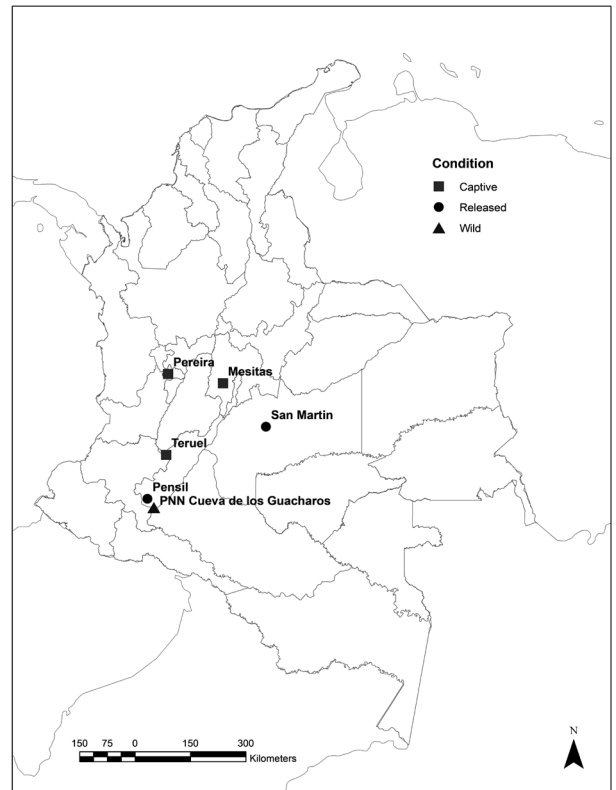 Condition
Captive
Released
Wild
Pereira
Mesitas
San Martin
Teruel
Pensil
PNN Cueva de los Guacharos
150 75 0 150 300
Kilometers
N